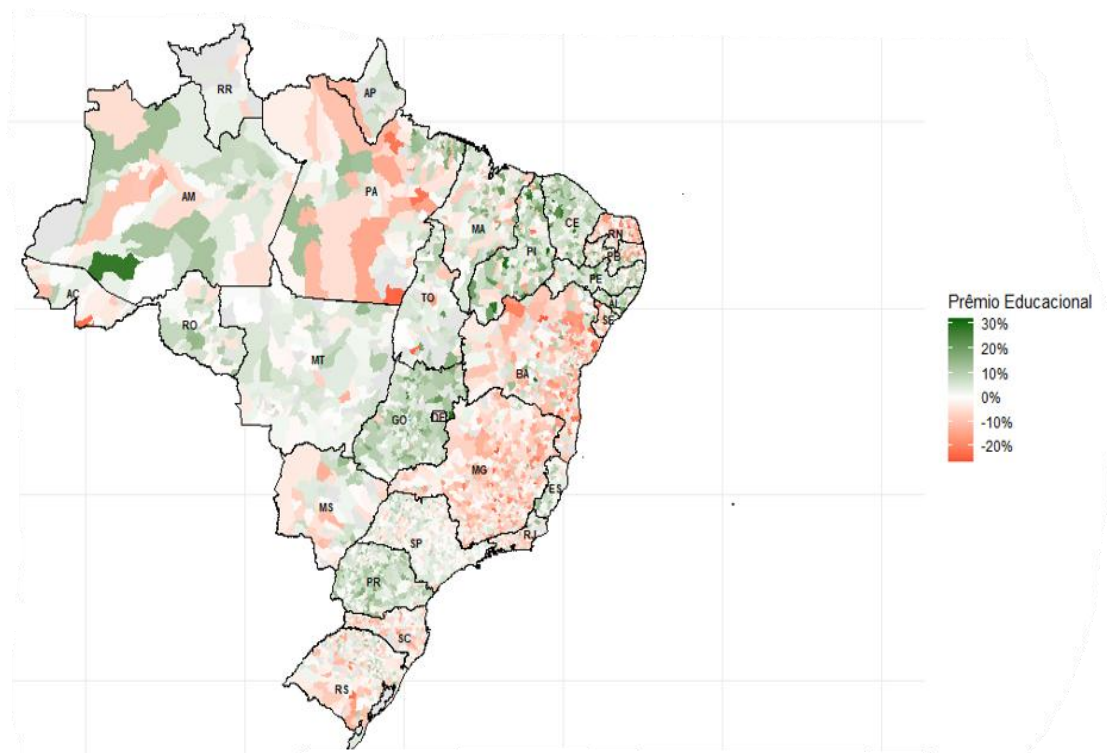 RR
AP
AM
PA
MA
CE
RN
PB
PI
PE
AL
SE
AC
TO
RO
MT
BA
GO
DF
MG
ES
MS
SP
RJ
PR
SC
RS
Prêmio Educacional
30%
20%
10%
0%
-10%
-20%